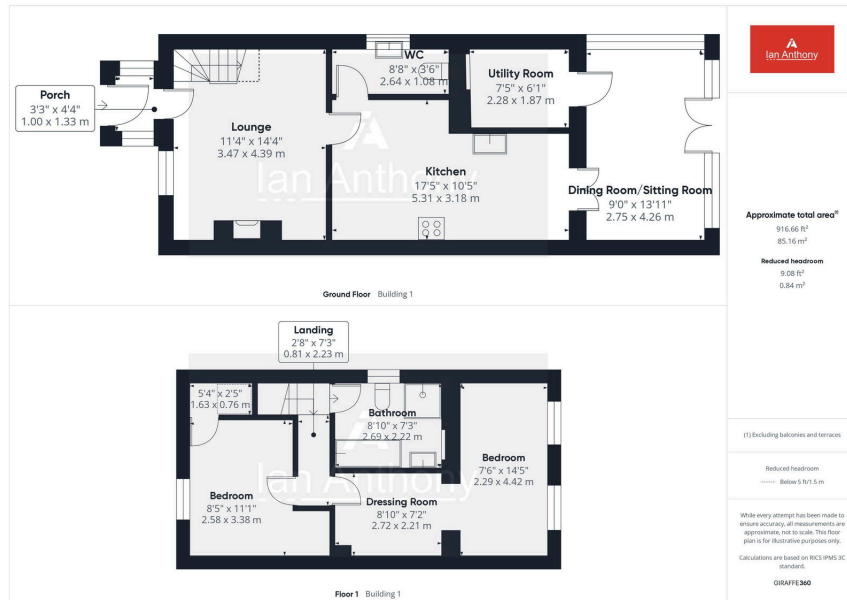 Porch
3'3" x 4'4"
1.00 x 1.33 m
Lounge
11'4" x 14'4"
3.47 x 4.39 m
WC
8'8" x 3'6"
2.64 x 1.08 m
Utility Room
7'5" x 6'1"
2.28 x 1.87 m
Kitchen
17'5" x 10'5"
5.31 x 3.18 m
Dining Room/Sitting Room
9'0" x 13'11"
2.75 x 4.26 m
Ian Anthony
Ground Floor Building 1
Landing
2'8" x 7'3"
0.81 x 2.23 m
5'4" x 2'5"
1.63 x 0.76 m
Bathroom
8'10" x 7'3"
2.69 x 2.22 m
Bedroom
8'5" x 11'1"
2.58 x 3.38 m
Dressing Room
8'10" x 7'2"
2.72 x 2.21 m
Bedroom
7'6" x 14'5"
2.29 x 4.42 m
Ian Anthony
Floor 1 Building 1
Ian Anthony
Approximate total area⁽¹⁾
916.66 ft²
85.16 m²
Reduced headroom
9.08 ft²
0.84 m²
(1) Excluding balconies and terraces
Reduced headroom
Below 5 ft/1.5 m
While every attempt has been made to
ensure accuracy, all measurements are
approximate, not to scale. This floor
plan is for illustrative purposes only.
Calculations are based on RICS IPMS 3C
standard.
GIRAFFE360